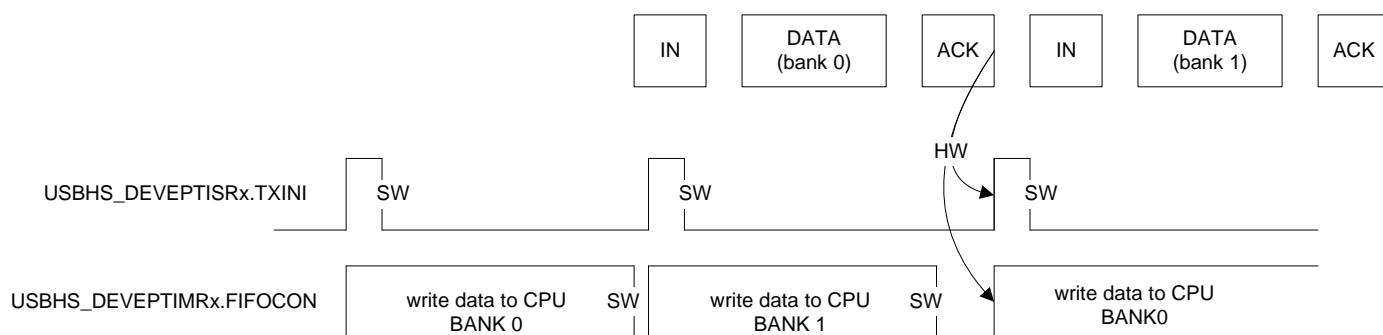 IN
DATA
(bank 0)
ACK
IN
DATA
(bank 1)
ACK
HW
USBHS_DEVEPTISRx.TXINI
SW
SW
SW
USBHS_DEVEPTIMRx.FIFOCON
write data to CPU
BANK 0
SW
write data to CPU
BANK 1
SW
write data to CPU
BANK0